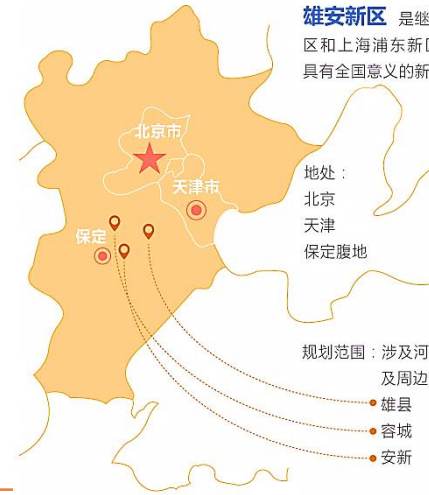 雄安新区 是继
区和上海浦东新区
具有全国意义的新
北京市
天津市
保定
地处：
北京
天津
保定腹地
规划范围：涉及河
及周边
雄县
容城
安新